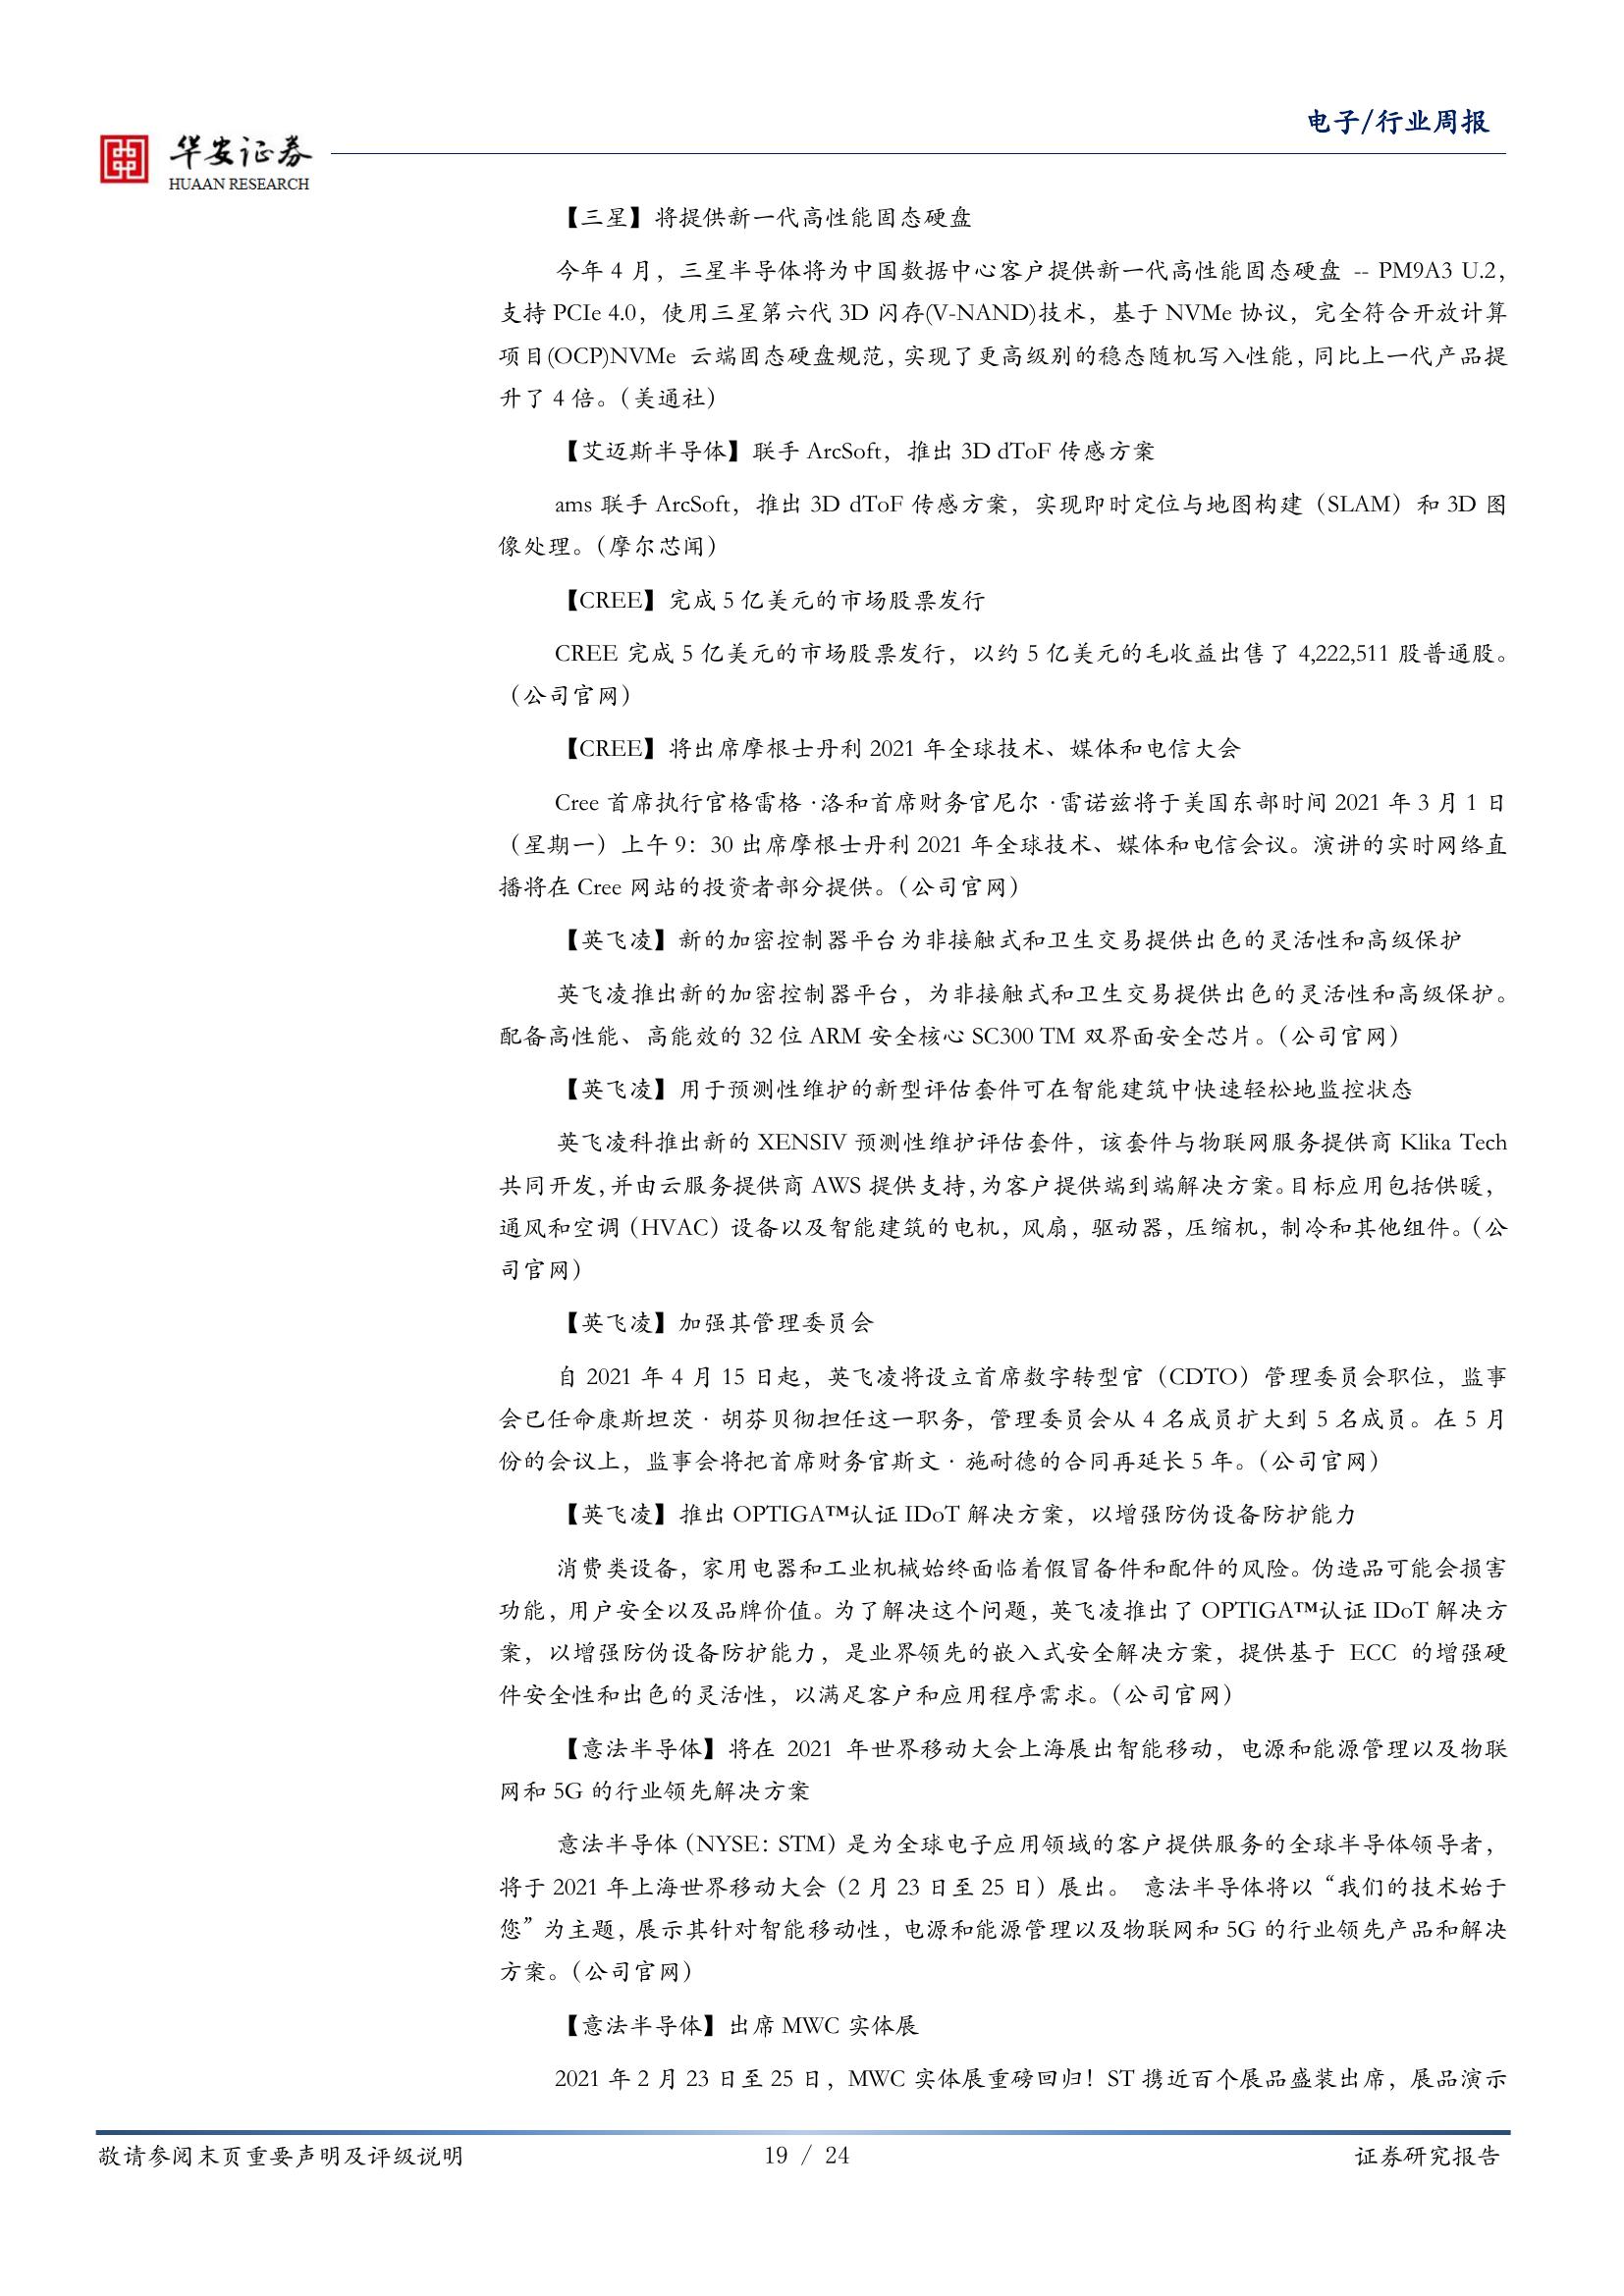 电子/行业周报
华安证券
HUAAN RESEARCH
【三星】将提供新一代高性能固态硬盘
今年 4 月，三星半导体将为中国数据中心客户提供新一代高性能固态硬盘 -- PM9A3 U.2，
支持 PCIe 4.0，使用三星第六代 3D 闪存(V-NAND)技术，基于 NVMe 协议，完全符合开放计算
项目(OCP)NVMe 云端固态硬盘规范，实现了更高级别的稳态随机写入性能，同比上一代产品提
升了 4 倍。（美通社）
【艾迈斯半导体】联手 ArcSoft，推出 3D dToF 传感方案
ams 联手 ArcSoft，推出 3D dToF 传感方案，实现即时定位与地图构建（SLAM）和 3D 图
像处理。（摩尔芯闻）
【CREE】完成 5 亿美元的市场股票发行
CREE 完成 5 亿美元的市场股票发行，以约 5 亿美元的毛收益出售了 4,222,511 股普通股。
（公司官网）
【CREE】将出席摩根士丹利 2021 年全球技术、媒体和电信大会
Cree 首席执行官格雷格 ·洛和首席财务官尼尔 ·雷诺兹将于美国东部时间 2021 年 3 月 1 日
（星期一）上午 9：30 出席摩根士丹利 2021 年全球技术、媒体和电信会议。演讲的实时网络直
播将在 Cree 网站的投资者部分提供。（公司官网）
【英飞凌】新的加密控制器平台为非接触式和卫生交易提供出色的灵活性和高级保护
英飞凌推出新的加密控制器平台，为非接触式和卫生交易提供出色的灵活性和高级保护。
配备高性能、高能效的 32 位 ARM 安全核心 SC300 TM 双界面安全芯片。（公司官网）
【英飞凌】用于预测性维护的新型评估套件可在智能建筑中快速轻松地监控状态
英飞凌科推出新的 XENSIV 预测性维护评估套件，该套件与物联网服务提供商 Klika Tech
共同开发，并由云服务提供商 AWS 提供支持，为客户提供端到端解决方案。目标应用包括供暖，
通风和空调（HVAC）设备以及智能建筑的电机，风扇，驱动器，压缩机，制冷和其他组件。（公
司官网）
【英飞凌】加强其管理委员会
自 2021 年 4 月 15 日起，英飞凌将设立首席数字转型官（CDTO）管理委员会职位，监事
会已任命康斯坦茨 · 胡芬贝彻担任这一职务，管理委员会从 4 名成员扩大到 5 名成员。在 5 月
份的会议上，监事会将把首席财务官斯文 · 施耐德的合同再延长 5 年。（公司官网）
【英飞凌】推出 OPTIGA™认证 IDoT 解决方案，以增强防伪设备防护能力
消费类设备，家用电器和工业机械始终面临着假冒备件和配件的风险。伪造品可能会损害
功能，用户安全以及品牌价值。为了解决这个问题，英飞凌推出了 OPTIGA™认证 IDoT 解决方
案，以增强防伪设备防护能力，是业界领先的嵌入式安全解决方案，提供基于 ECC 的增强硬
件安全性和出色的灵活性，以满足客户和应用程序需求。（公司官网）
【意法半导体】将在 2021 年世界移动大会上海展出智能移动，电源和能源管理以及物联
网和 5G 的行业领先解决方案
意法半导体（NYSE：STM）是为全球电子应用领域的客户提供服务的全球半导体领导者，
将于 2021 年上海世界移动大会（2 月 23 日至 25 日）展出。 意法半导体将以“我们的技术始于
您”为主题，展示其针对智能移动性，电源和能源管理以及物联网和 5G 的行业领先产品和解决
方案。（公司官网）
【意法半导体】出席 MWC 实体展
2021 年 2 月 23 日至 25 日，MWC 实体展重磅回归！ST 携近百个展品盛装出席，展品演示
敬请参阅末页重要声明及评级说明
19 / 24
证券研究报告